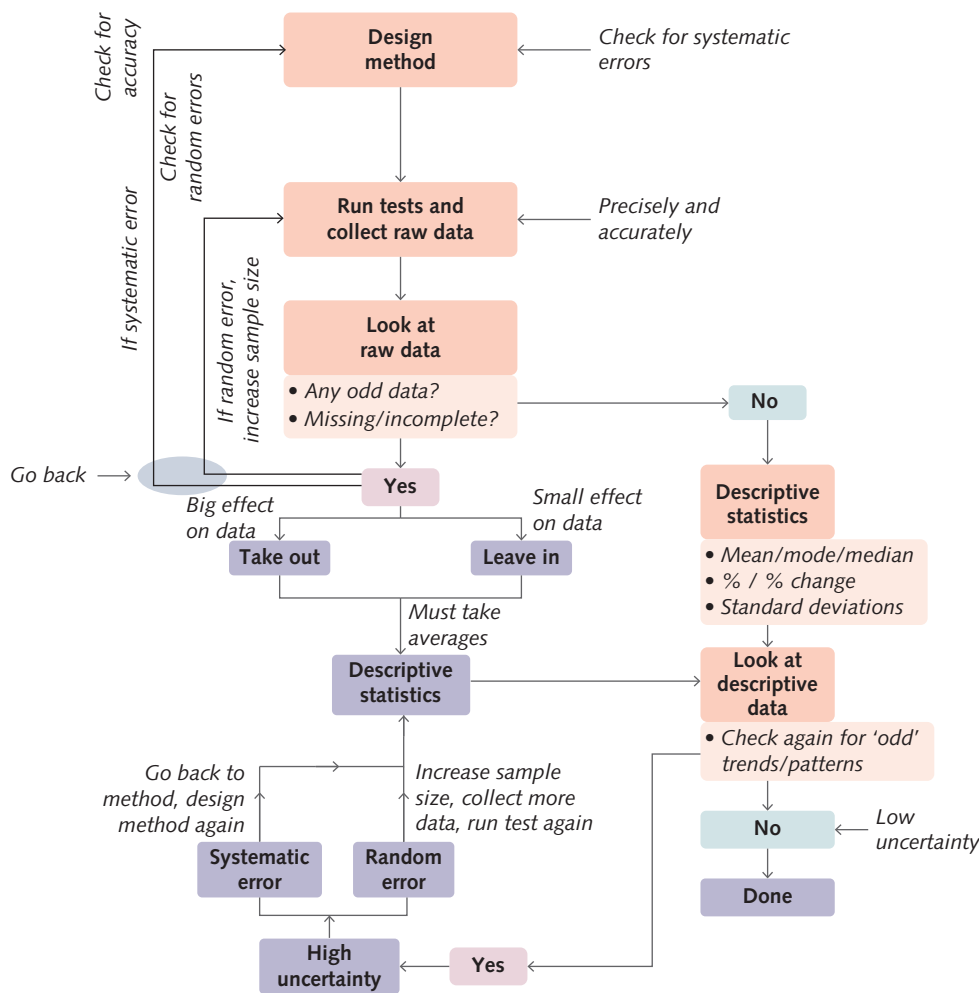 Design
method
Check for systematic
errors
Check for
accuracy
Check for
random errors
If systematic error
Run tests and
collect raw data
Precisely and
accurately
If random error,
increase sample size
Look at
raw data
• Any odd data?
• Missing/incomplete?
No
Go back
Yes
Big effect
on data
Small effect
on data
Take out
Leave in
Must take
averages
Descriptive
statistics
• Mean/mode/median
• % / % change
• Standard deviations
Descriptive
statistics
Look at
descriptive
data
• Check again for ‘odd’
trends/patterns
Go back to
method, design
method again
Increase sample
size, collect more
data, run test again
Systematic
error
Random
error
No
Low
uncertainty
Done
High
uncertainty
Yes